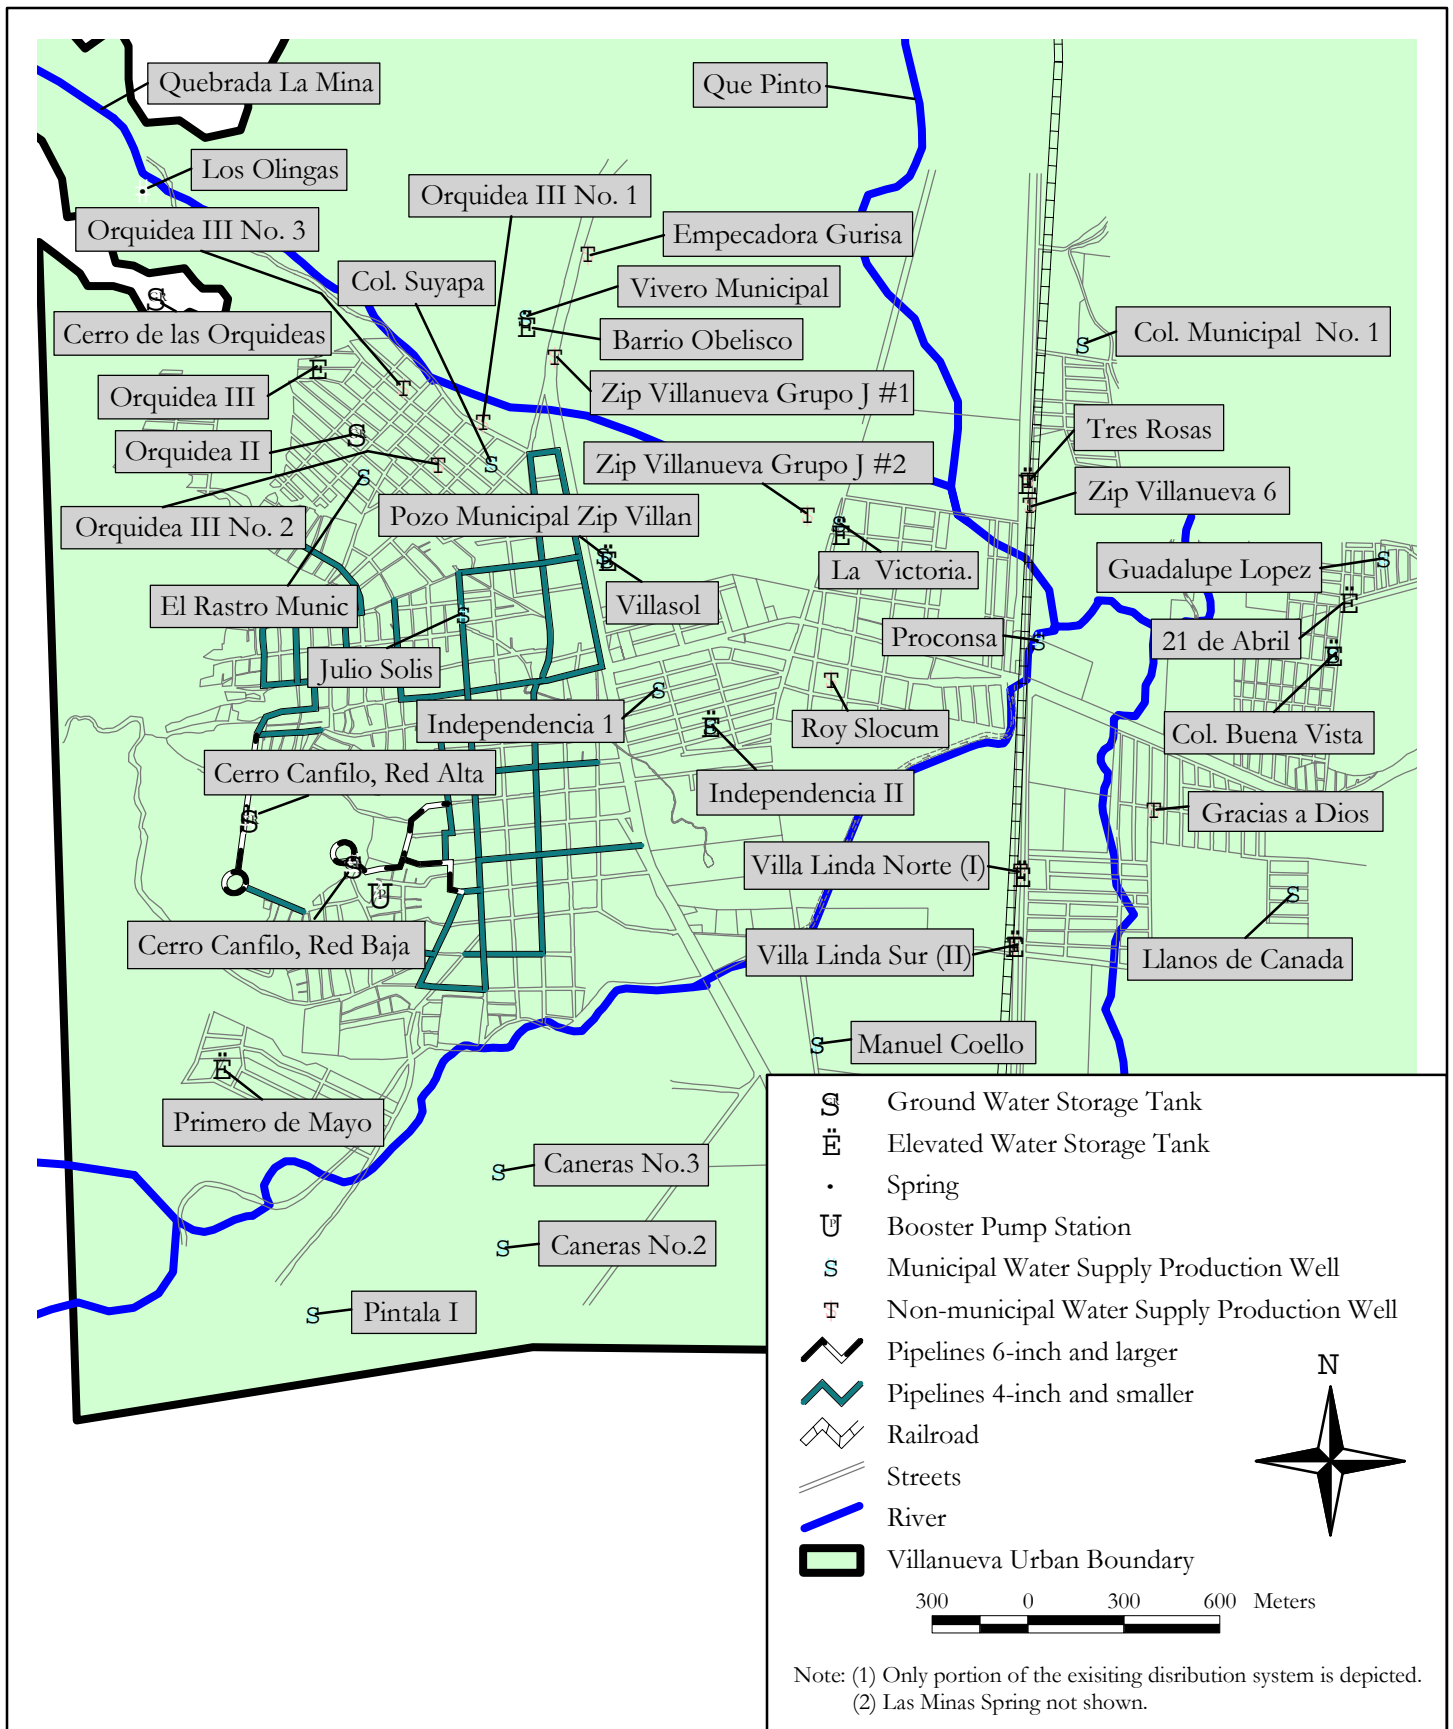 Quebrada La Mina
Que Pinto
Los Olingas
Orquidea III No. 1
Orquidea III No. 3
Empecadora Gurisa
Col. Suyapa
Vivero Municipal
Cerro de las Orquideas
Barrio Obelisco
Col. Municipal  No. 1
Orquidea III
Zip Villanueva Grupo J #1
Tres Rosas
Orquidea II
Zip Villanueva Grupo J #2
Zip Villanueva 6
Orquidea III No. 2
Pozo Municipal Zip Villan
La  Victoria.
Guadalupe Lopez
El Rastro Munic
Villasol
Proconsa
21 de Abril
Julio Solis
Independencia 1
Roy Slocum
Col. Buena Vista
Cerro Canfilo, Red Alta
Independencia II
Gracias a Dios
Villa Linda Norte (I)
Cerro Canfilo, Red Baja
Villa Linda Sur (II)
Llanos de Canada
Manuel Coello
Primero de Mayo
Caneras No.3
Caneras No.2
Pintala I
S Ground Water Storage Tank
Ë Elevated Water Storage Tank
Spring
U P Booster Pump Station
S Municipal Water Supply Production Well
T Non-municipal Water Supply Production Well
Pipelines 6-inch and larger
Pipelines 4-inch and smaller
Railroad
Streets
River
Villanueva Urban Boundary
N
300 0 300 600 Meters
Note: (1) Only portion of the exisiting disribution system is depicted.
(2) Las Minas Spring not shown.